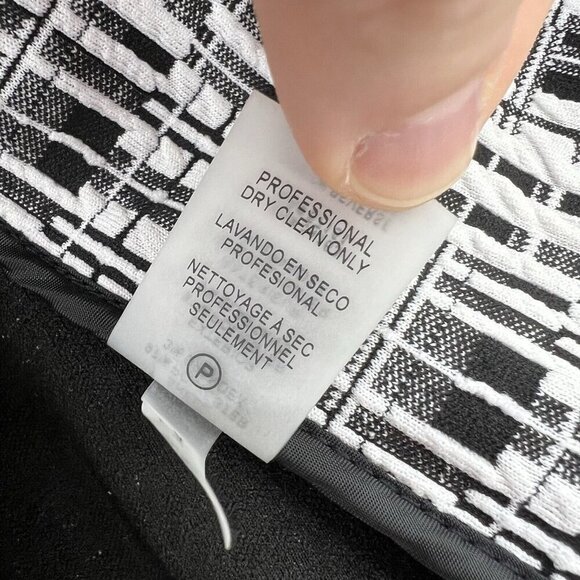 PROFESSIONAL
DRY CLEAN ONLY
LAVANDO EN SECO
PROFESIONAL
NETTOYAGE À SEC
PROFESSIONNEL
SEULEMENT
P